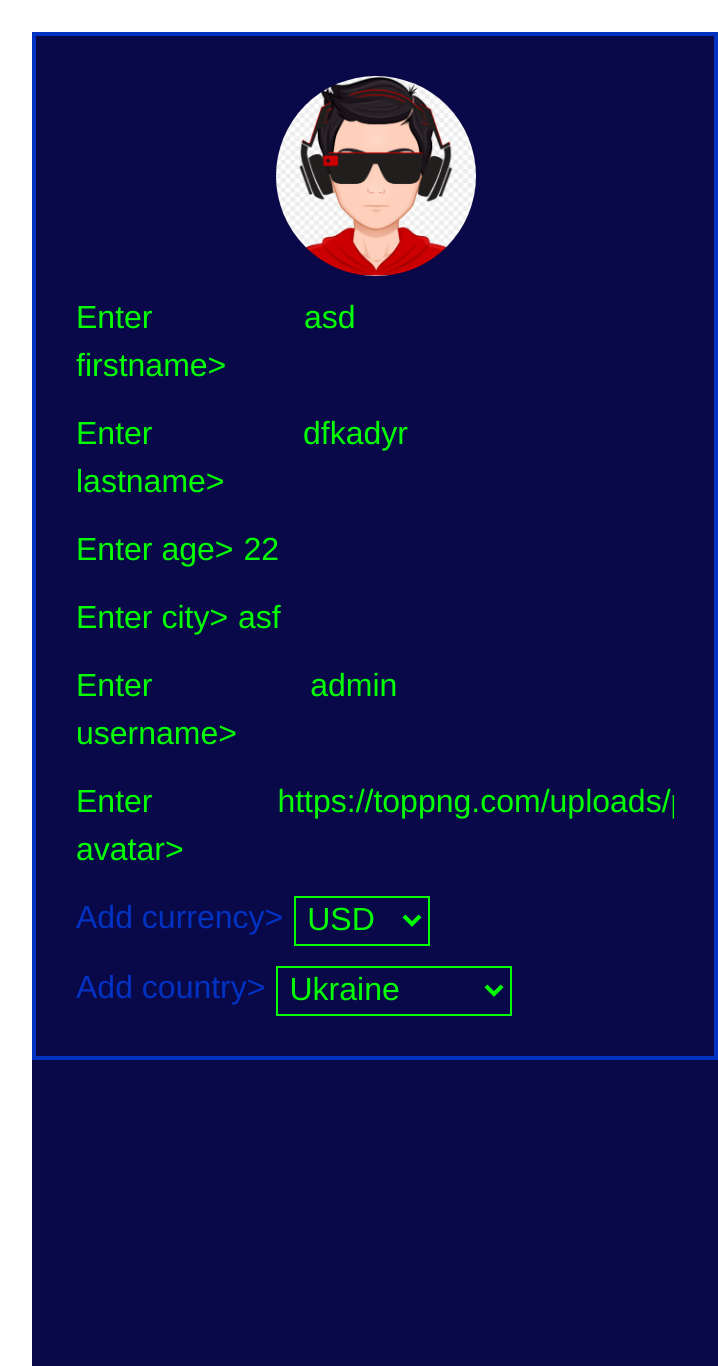 Enter asd
firstname>
Enter dfkadyr
lastname>
Enter age> 22
Enter city> asf
Enter admin
username>
Enter https://toppng.com/uploads/
avatar>
Add currency> USD
Add country> Ukraine